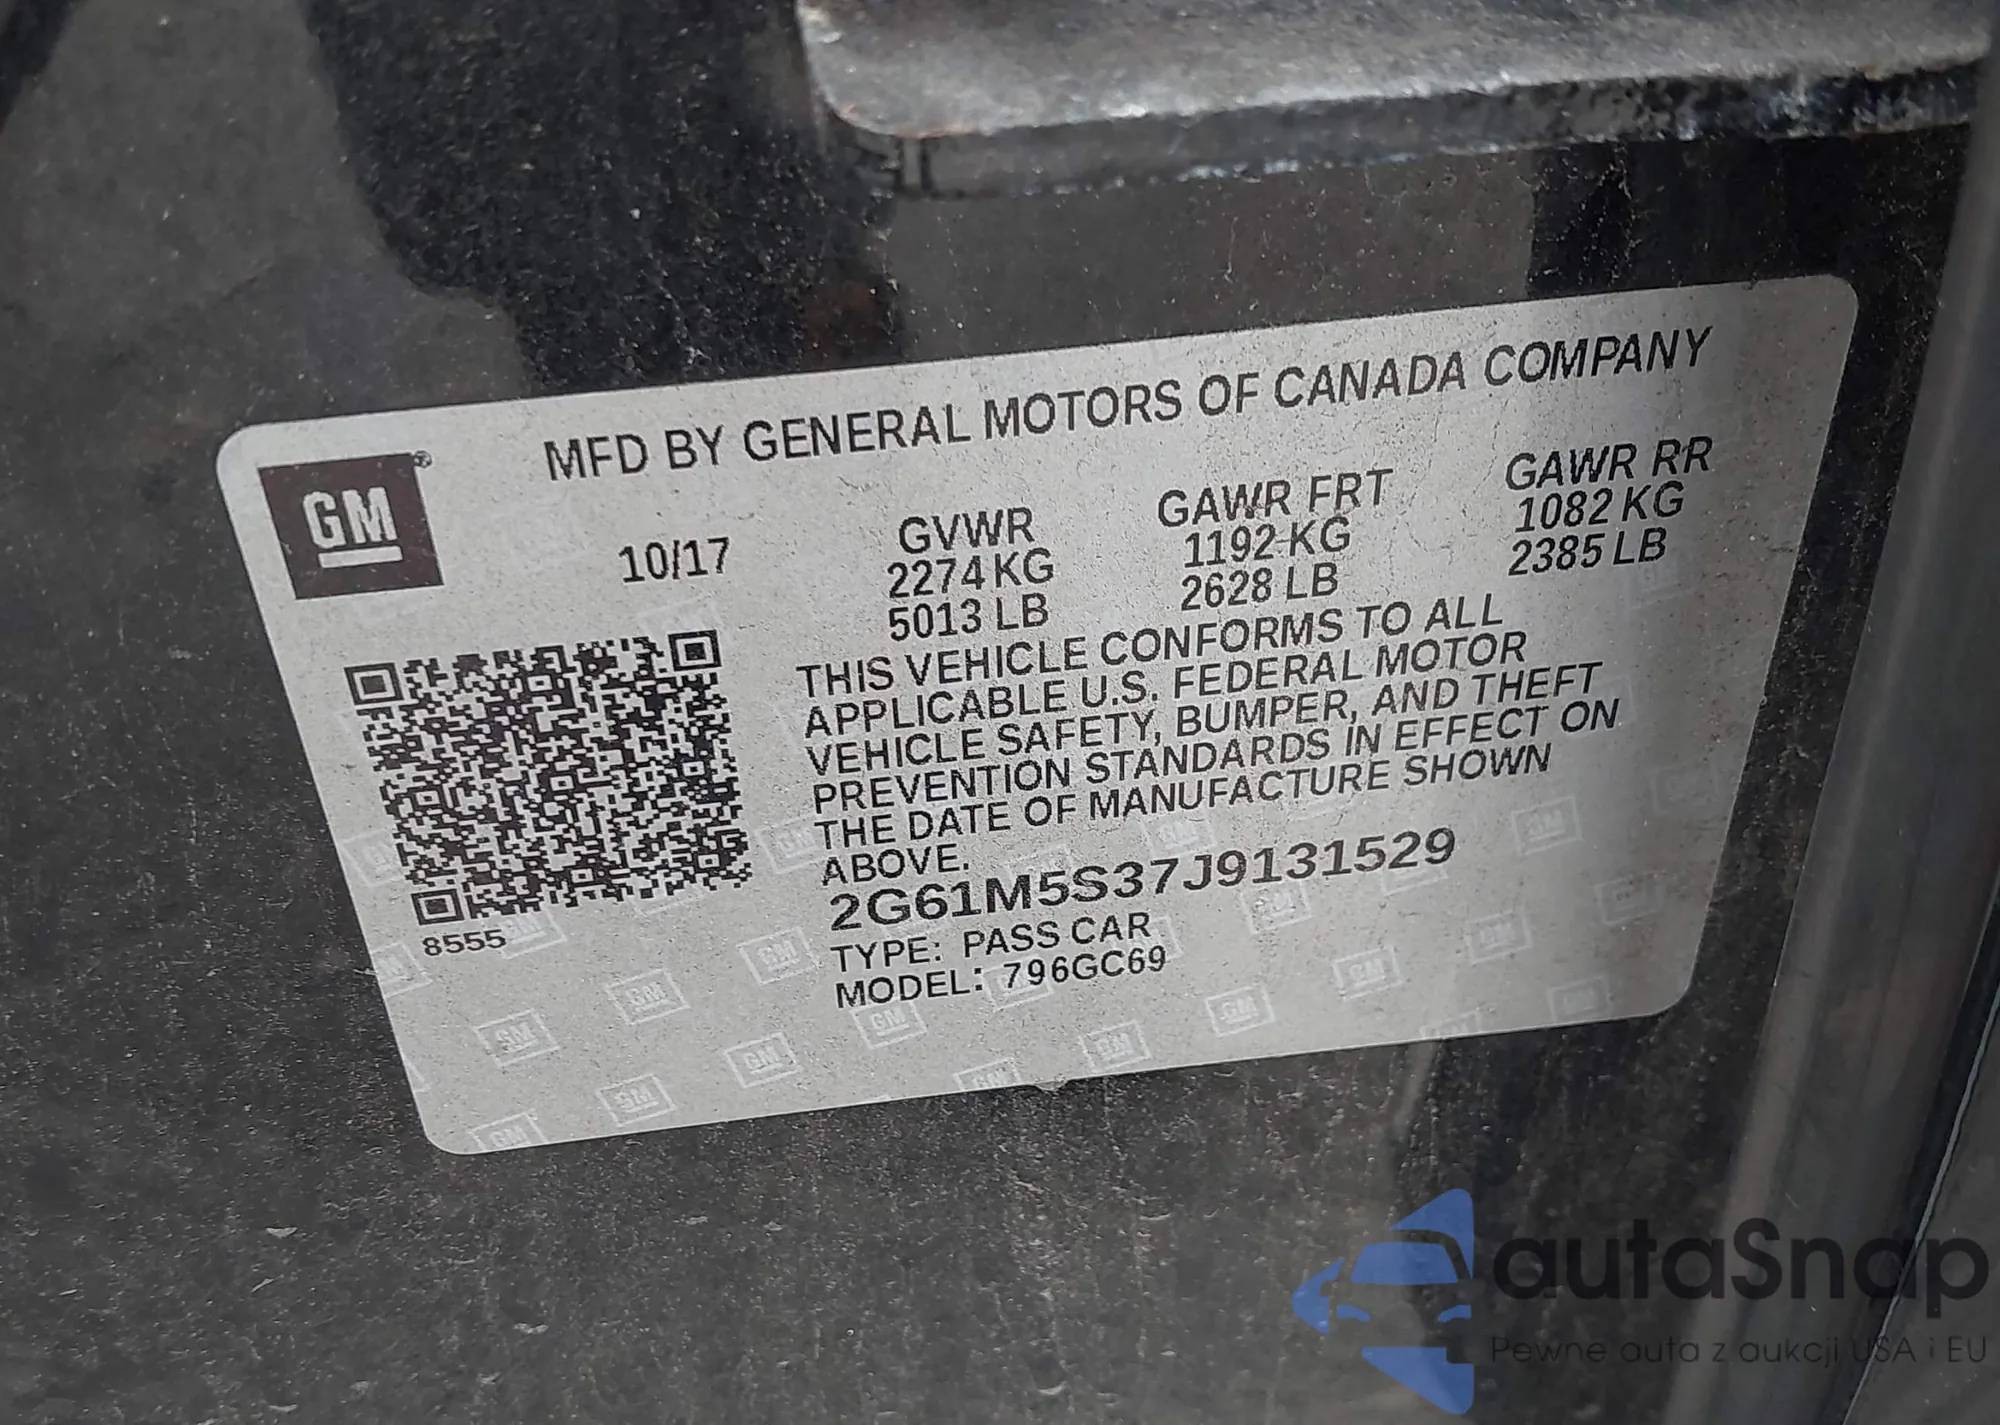 MFD BY GENERAL MOTORS OF CANADA COMPANY
GM®
10/17
GVWR
2274 KG
5013 LB
GAWR FRT
1192 KG
2628 LB
GAWR RR
1082 KG
2385 LB
THIS VEHICLE CONFORMS TO ALL
APPLICABLE U.S. FEDERAL MOTOR
VEHICLE SAFETY, BUMPER, AND THEFT
PREVENTION STANDARDS IN EFFECT ON
THE DATE OF MANUFACTURE SHOWN
ABOVE.
2G61M5S37J9131529
TYPE: PASS CAR
MODEL: 796GC69
8555
autaSnap
Pewne auta z aukcji USA i EU